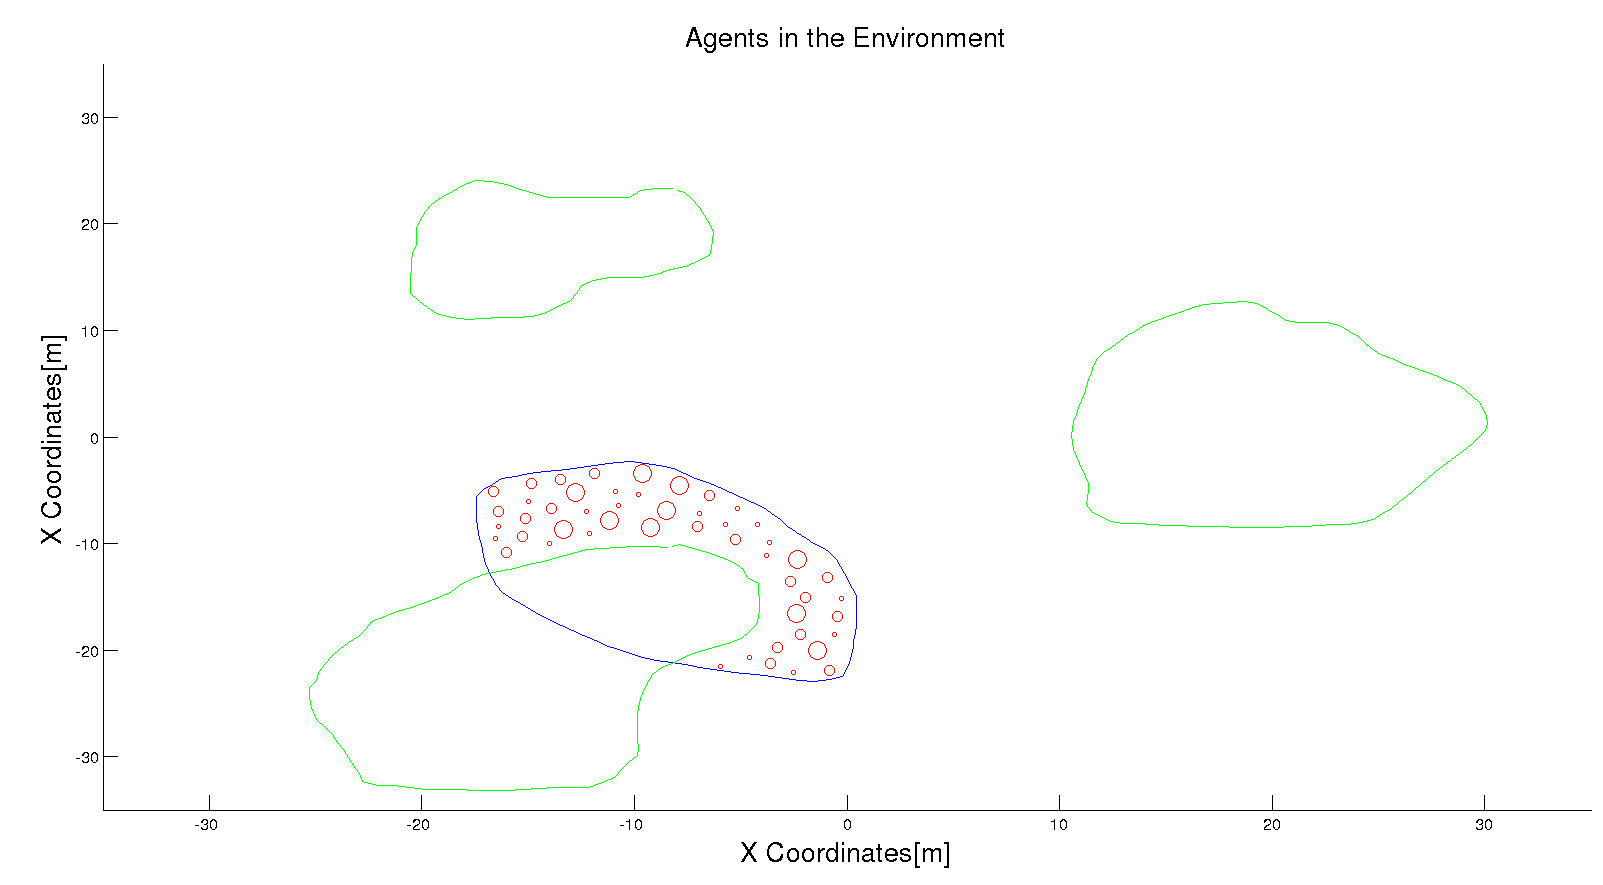 Agents in the Environment
30
20
10
0
-10
-20
-30
X Coordinates[m]
-30 -20 -10 0 10 20 30
X Coordinates[m]